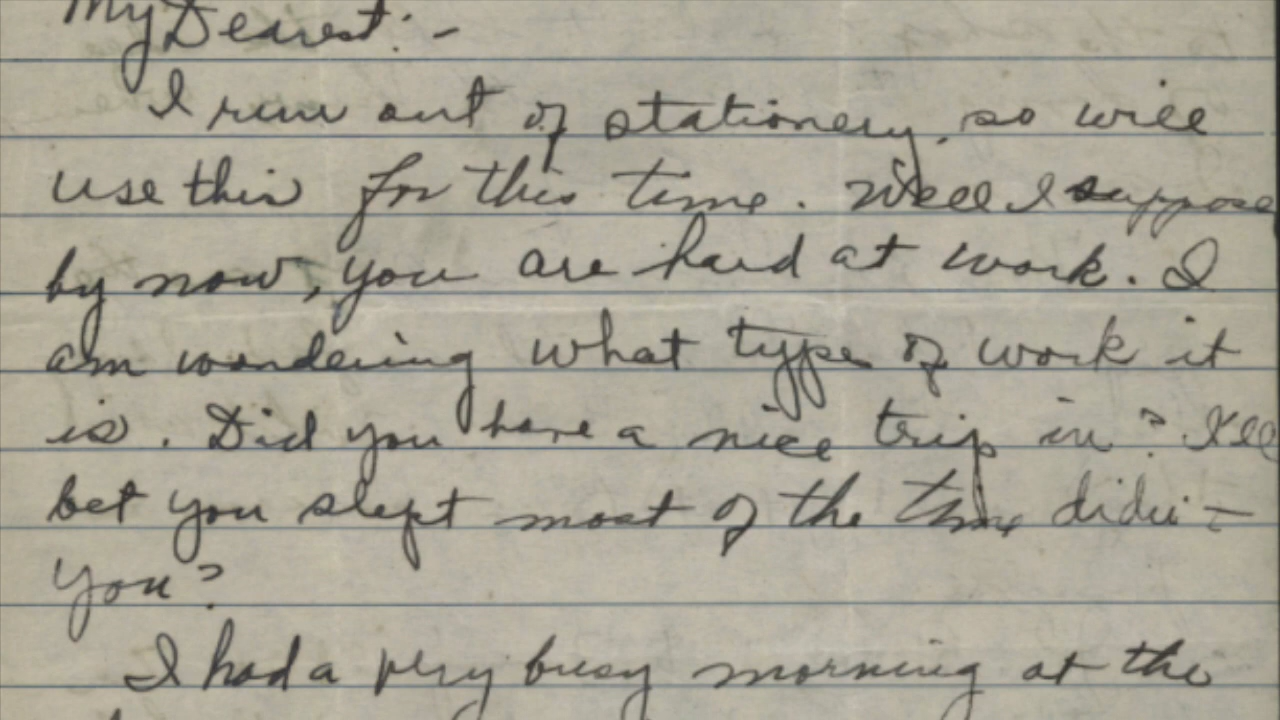 My Dearest:-
I run out of stationery, so will
use this for this time. Well I suppose
by now, you are hard at work. I
am wondering what type of work it
is. Did you have a nice trip in? I'll
bet you slept most of the time didn't
you?
I had a very busy morning at the